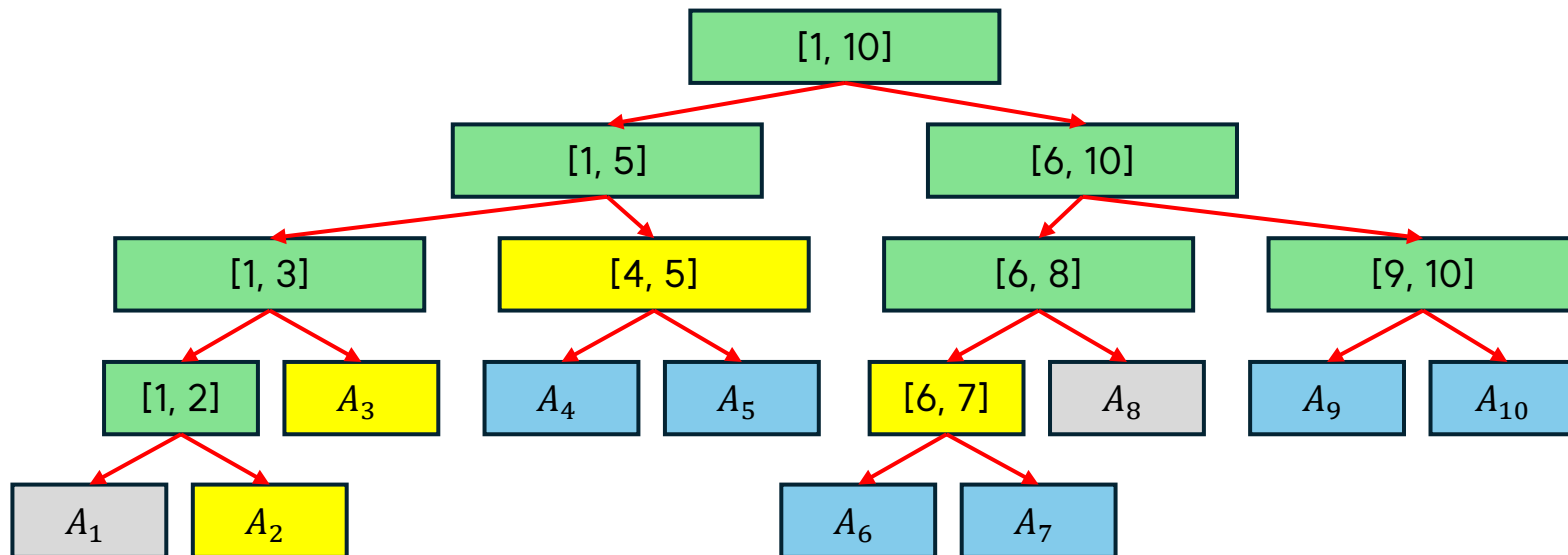 [1, 10]
[1, 5] [6, 10]
[1, 3] [4, 5] [6, 8] [9, 10]
[1, 2] A₃ A₄ A₅ [6, 7] A₈ A₉ A₁₀
A₁ A₂ A₆ A₇